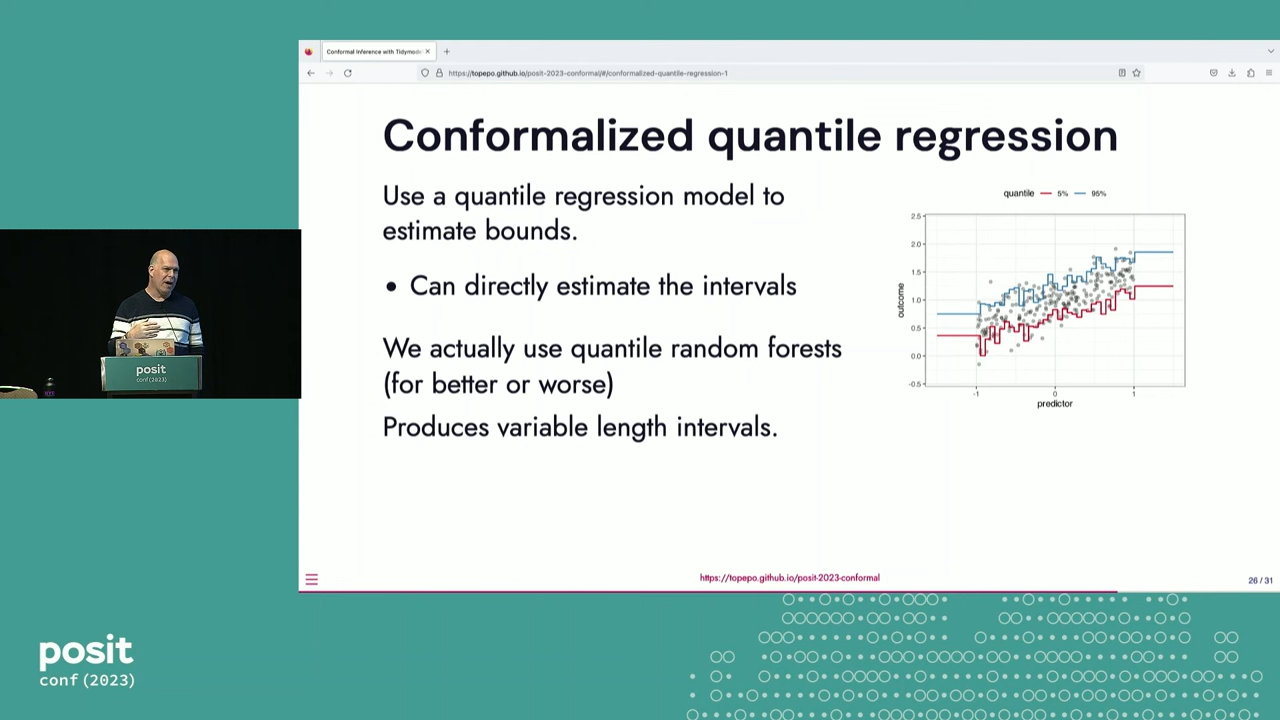 Conformal Inference with Tidymode
https://topepo.github.io/posit-2023-conformal/#/conformalized-quantile-regression-1
Conformalized quantile regression
Use a quantile regression model to
estimate bounds.
• Can directly estimate the intervals
We actually use quantile random forests
(for better or worse)
Produces variable length intervals.
quantile 5% 95%
2.5
2.0
1.5
1.0
0.5
0.0
-0.5
outcome
-1 0 1
predictor
https://topepo.github.io/posit-2023-conformal
26 / 31
posit
conf(2023)
posit
conf(2023)